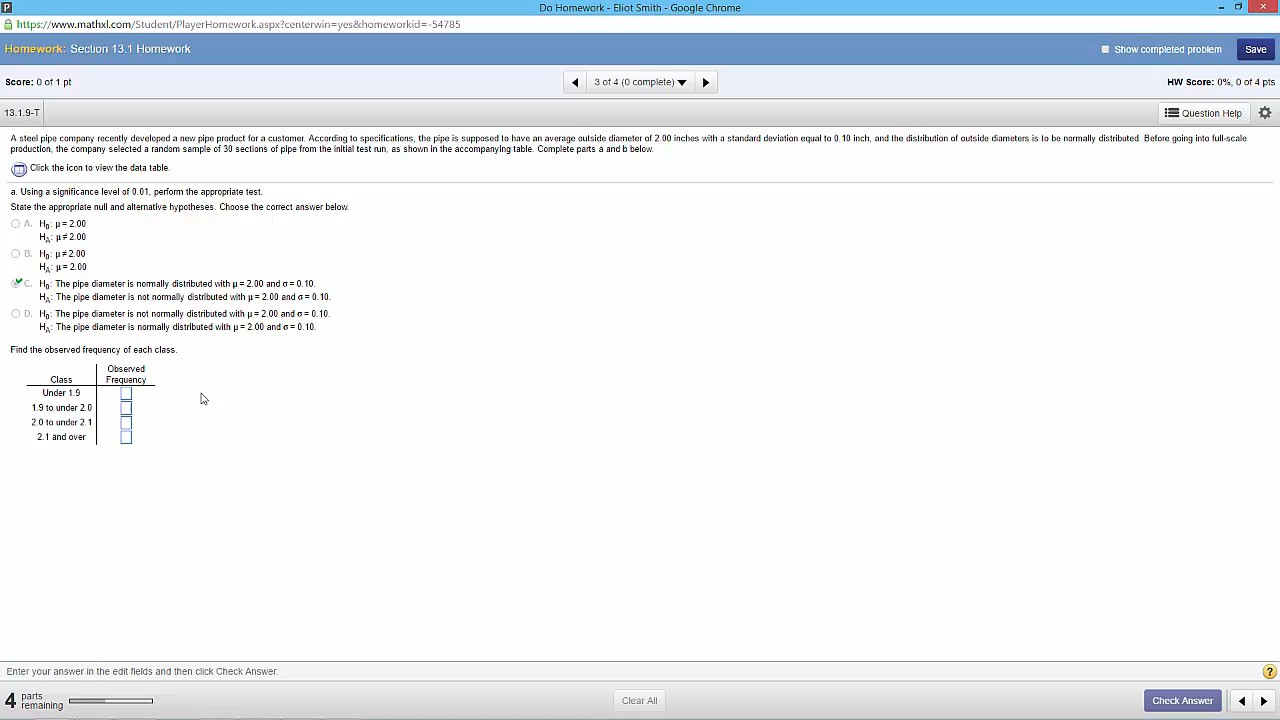 Do Homework - Eliot Smith - Google Chrome
https://www.mathxl.com/Student/PlayerHomework.aspx?centerwin=yes&homeworkid=-54785
Homework: Section 13.1 Homework
Show completed problem
Save
Score: 0 of 1 pt
3 of 4 (0 complete)
HW Score: 0%, 0 of 4 pts
13.1.9-T
Question Help
A steel pipe company recently developed a new pipe product for a customer. According to specifications, the pipe is supposed to have an average outside diameter of 2.00 inches with a standard deviation equal to 0.10 inch, and the distribution of outside diameters is to be normally distributed. Before going into full-scale
production, the company selected a random sample of 30 sections of pipe from the initial test run, as shown in the accompanying table. Complete parts a and b below.
Click the icon to view the data table.
a. Using a significance level of 0.01, perform the appropriate test.
State the appropriate null and alternative hypotheses. Choose the correct answer below.
A. H0: μ = 2.00
HA: μ ≠ 2.00
B. H0: μ ≠ 2.00
HA: μ = 2.00
C. H0: The pipe diameter is normally distributed with μ = 2.00 and σ = 0.10.
HA: The pipe diameter is not normally distributed with μ = 2.00 and σ = 0.10.
D. H0: The pipe diameter is not normally distributed with μ = 2.00 and σ = 0.10.
HA: The pipe diameter is normally distributed with μ = 2.00 and σ = 0.10.
Find the observed frequency of each class.
Observed
Class Frequency
Under 1.9
1.9 to under 2.0
2.0 to under 2.1
2.1 and over
Enter your answer in the edit fields and then click Check Answer.
?
4 parts
remaining
Clear All
Check Answer